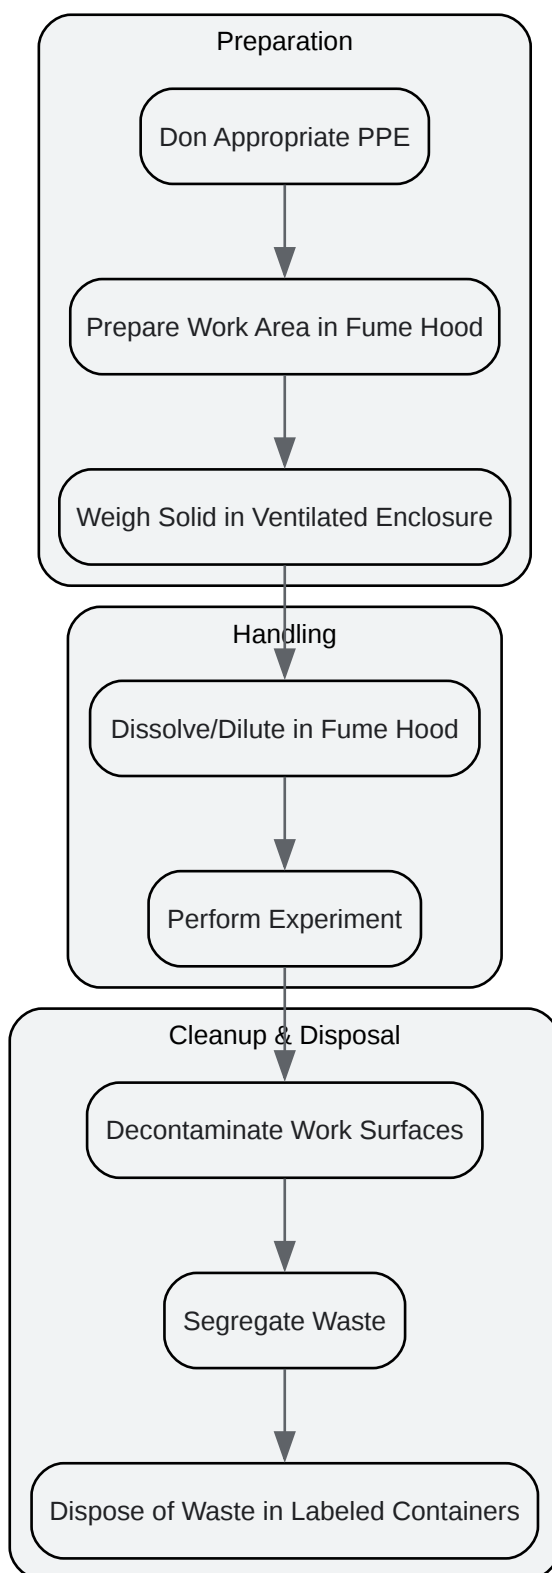 Preparation
Don Appropriate PPE
Prepare Work Area in Fume Hood
Weigh Solid in Ventilated Enclosure
Handling
Dissolve/Dilute in Fume Hood
Perform Experiment
Cleanup & Disposal
Decontaminate Work Surfaces
Segregate Waste
Dispose of Waste in Labeled Containers